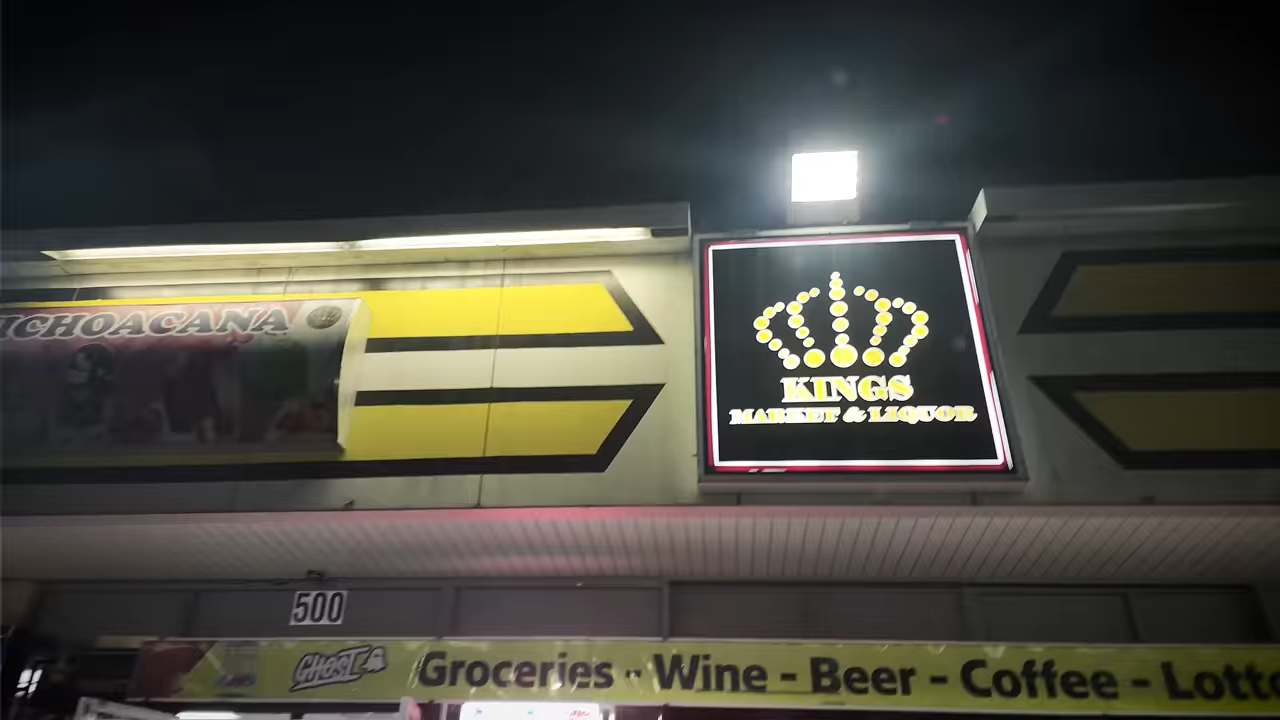 ICHOACANA
KINGS
MARKET & LIQUOR
500
GHOST
Groceries - Wine - Beer - Coffee - Lotto